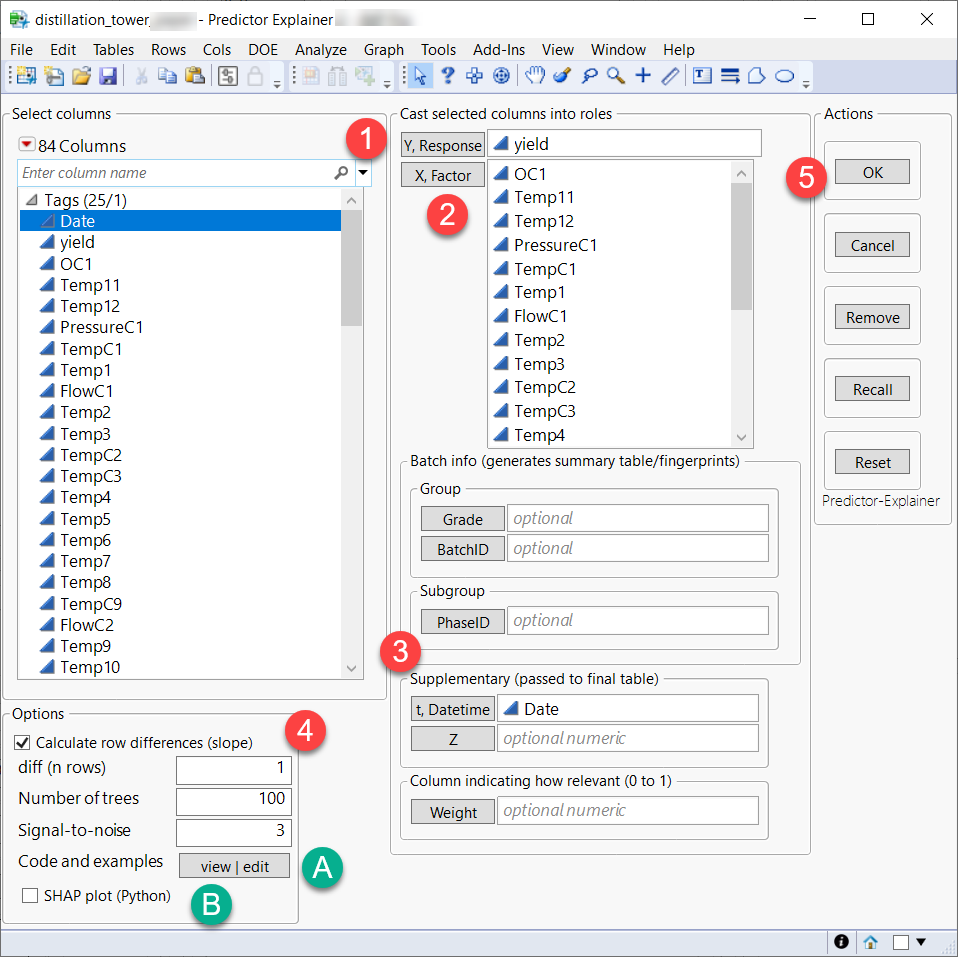 distillation_tower_ - Predictor Explainer
File Edit Tables Rows Cols DOE Analyze Graph Tools Add-Ins View Window Help
Select columns
84 Columns
1
Enter column name
Tags (25/1)
Date
yield
OC1
Temp11
Temp12
PressureC1
TempC1
Temp1
FlowC1
Temp2
Temp3
TempC2
TempC3
Temp4
Temp5
Temp6
Temp7
Temp8
TempC9
FlowC2
Temp9
Temp10
Options
4
Calculate row differences (slope)
diff (n rows) 1
Number of trees 100
Signal-to-noise 3
Code and examples view | edit
A
SHAP plot (Python)
B
Cast selected columns into roles
Y, Response yield
X, Factor
2
OC1
Temp11
Temp12
PressureC1
TempC1
Temp1
FlowC1
Temp2
Temp3
TempC2
TempC3
Temp4
Batch info (generates summary table/fingerprints)
Group
Grade optional
BatchID optional
Subgroup
PhaseID optional
3
Supplementary (passed to final table)
t, Datetime Date
Z optional numeric
Column indicating how relevant (0 to 1)
Weight optional numeric
Actions
5
OK
Cancel
Remove
Recall
Reset
Predictor-Explainer